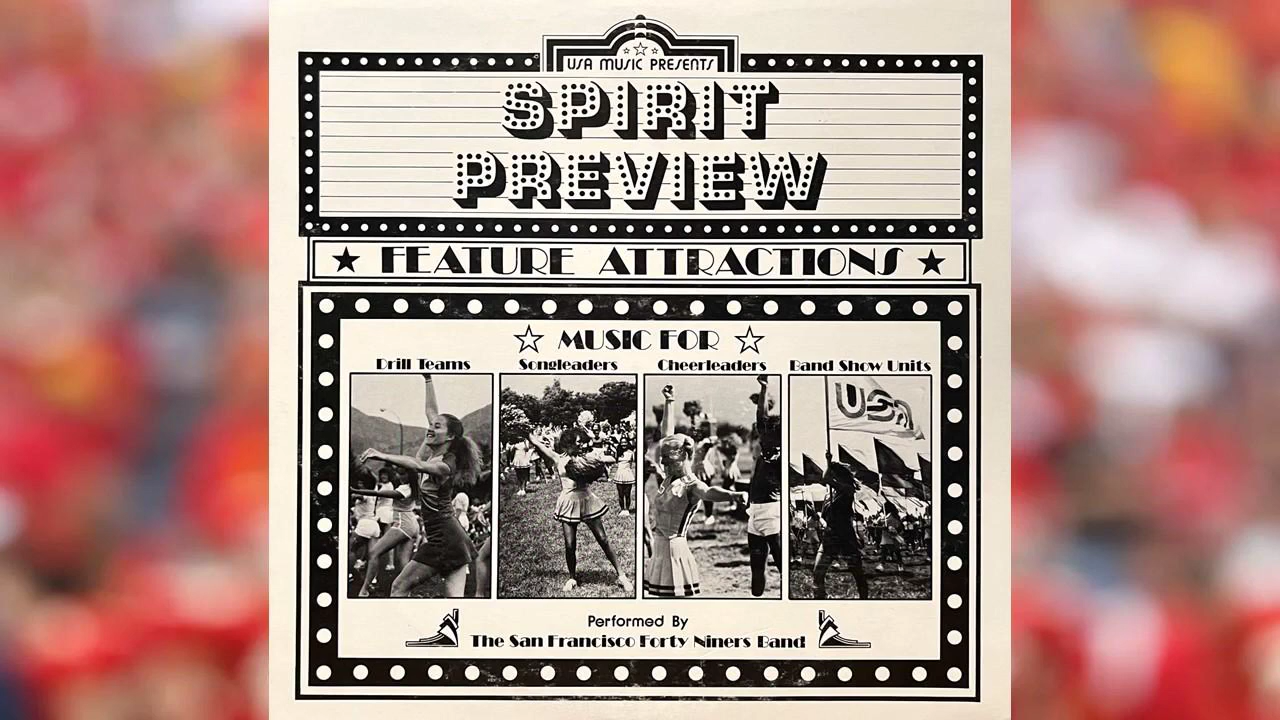 USA MUSIC PRESENTS
SPIRIT
PREVIEW
★ FEATURE ATTRACTIONS ★
☆ MUSIC FOR ☆
Drill Teams Songleaders Cheerleaders Band Show Units
USA
Performed By
The San Francisco Forty Niners Band